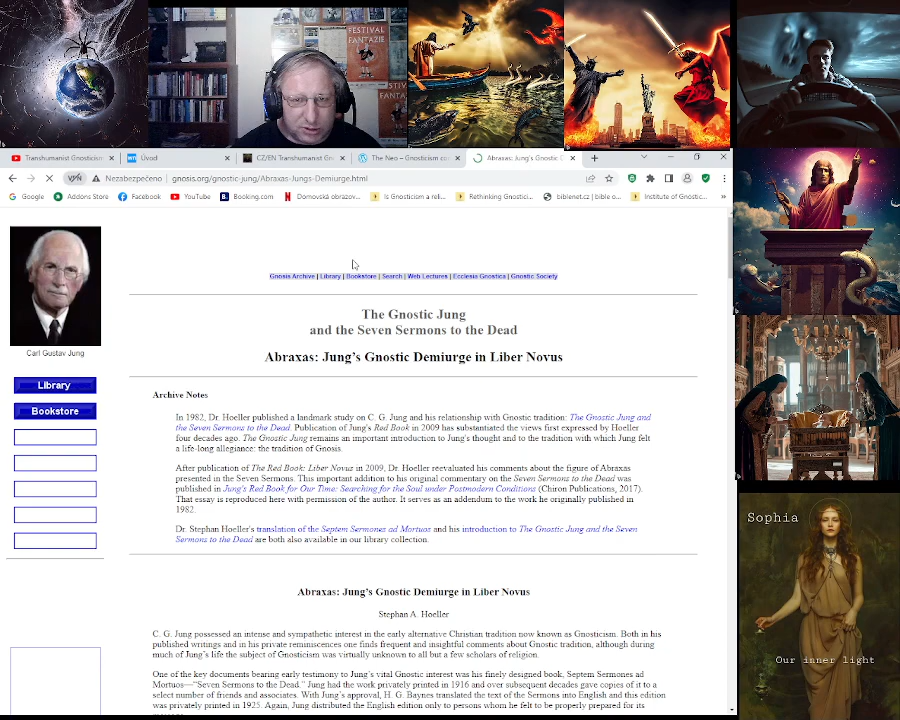 FESTIVAL
FANTAZIE
Transhumanist Gnosticism
Úvod
CZ/EN Transhumanist Gn
The Neo – Gnosticism co
Abraxas: Jung's Gnostic D
VPN
Nezabezpečeno
gnosis.org/gnostic-jung/Abraxas-Jungs-Demiurge.html
Google
Addons Store
Facebook
YouTube
Booking.com
Domovská obrazov...
Is Gnosticism a reli...
Rethinking Gnostici...
biblenet.cz | bible o...
Institute of Gnostic...
Gnosis Archive | Library | Bookstore | Search | Web Lectures | Ecclesia Gnostica | Gnostic Society
Carl Gustav Jung
Library
Bookstore
The Gnostic Jung
and the Seven Sermons to the Dead
Abraxas: Jung's Gnostic Demiurge in Liber Novus
Archive Notes
In 1982, Dr. Hoeller published a landmark study on C. G. Jung and his relationship with Gnostic tradition: The Gnostic Jung and
the Seven Sermons to the Dead. Publication of Jung's Red Book in 2009 has substantiated the views first expressed by Hoeller
four decades ago. The Gnostic Jung remains an important introduction to Jung's thought and to the tradition with which Jung felt
a life-long allegiance: the tradition of Gnosis.
After publication of The Red Book: Liber Novus in 2009, Dr. Hoeller reevaluated his comments about the figure of Abraxas
presented in the Seven Sermons. This important addition to his original commentary on the Seven Sermons to the Dead was
published in Jung's Red Book for Our Time: Searching for the Soul under Postmodern Conditions (Chiron Publications, 2017).
That essay is reproduced here with permission of the author. It serves as an addendum to the work he originally published in
1982.
Dr. Stephan Hoeller's translation of the Septem Sermones ad Mortuos and his introduction to The Gnostic Jung and the Seven
Sermons to the Dead are both also available in our library collection.
Abraxas: Jung's Gnostic Demiurge in Liber Novus
Stephan A. Hoeller
C. G. Jung possessed an intense and sympathetic interest in the early alternative Christian tradition now known as Gnosticism. Both in his
published writings and in his private reminiscences one finds frequent and insightful comments about Gnostic tradition, although during
much of Jung's life the subject of Gnosticism was virtually unknown to all but a few scholars of religion.
One of the key documents bearing early testimony to Jung's vital Gnostic interest was his finely designed book, Septem Sermones ad
Mortuos—"Seven Sermons to the Dead." Jung had the work privately printed in 1916 and over subsequent decades gave copies of it to a
select number of friends and associates. With Jung's approval, H. G. Baynes translated the text of the Sermons into English and this edition
was privately printed in 1925. Again, Jung distributed the English edition only to persons whom he felt to be properly prepared for its
Sophia
Our inner light